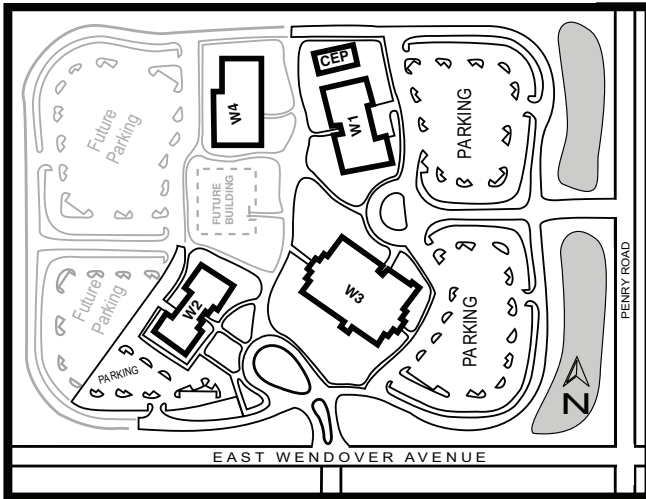 CEP
W4
W1
PARKING
Future
Parking
FUTURE
BUILDING
W2
W3
Future
Parking
PARKING
PARKING
PENRY ROAD
N
EAST WENDOVER AVENUE